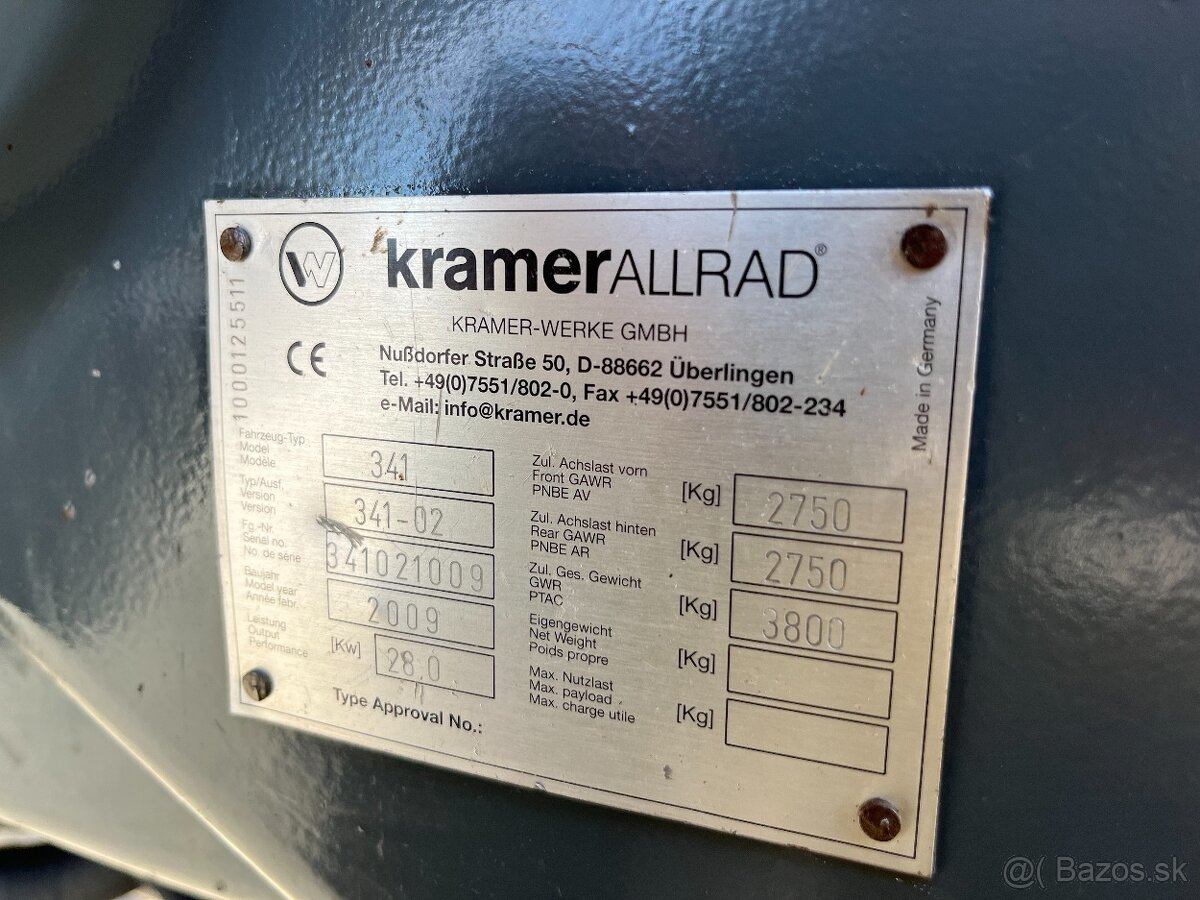 W kramerALLRAD®
KRAMER-WERKE GMBH
CE
Nußdorfer Straße 50, D-88662 Überlingen
Tel. +49(0)7551/802-0, Fax +49(0)7551/802-234
e-Mail: info@kramer.de
1000125511
Made in Germany
Fahrzeug-Typ
Model
Modèle
341
Typ/Ausf.
Version
Version
341-02
Fg.-Nr.
Serial no.
No. de série
341021009
Baujahr
Model year
Année fabr.
2009
Leistung
Output
Performance
[Kw] 28.0
Type Approval No.:
Zul. Achslast vorn
Front GAWR
PNBE AV
[Kg] 2750
Zul. Achslast hinten
Rear GAWR
PNBE AR
[Kg] 2750
Zul. Ges. Gewicht
GWR
PTAC
[Kg] 3800
Eigengewicht
Net Weight
Poids propre
[Kg]
Max. Nutzlast
Max. payload
Max. charge utile
[Kg]
@( Bazos.sk